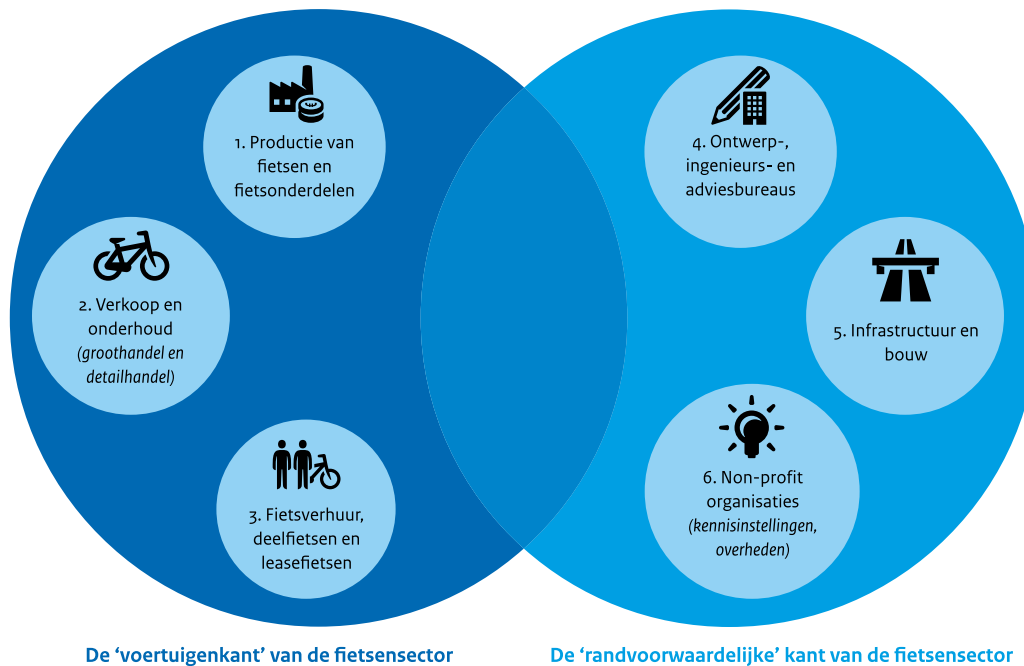 1. Productie van
fietsen en
fietsonderdelen
2. Verkoop en
onderhoud
(groothandel en
detailhandel)
3. Fietsverhuur,
deelfietsen en
leasefietsen
4. Ontwerp-,
ingenieurs- en
adviesbureaus
5. Infrastructuur en
bouw
6. Non-profit
organisaties
(kennisinstellingen,
overheden)
De ‘voertuigenkant’ van de fietsensector
De ‘randvoorwaardelijke’ kant van de fietsensector